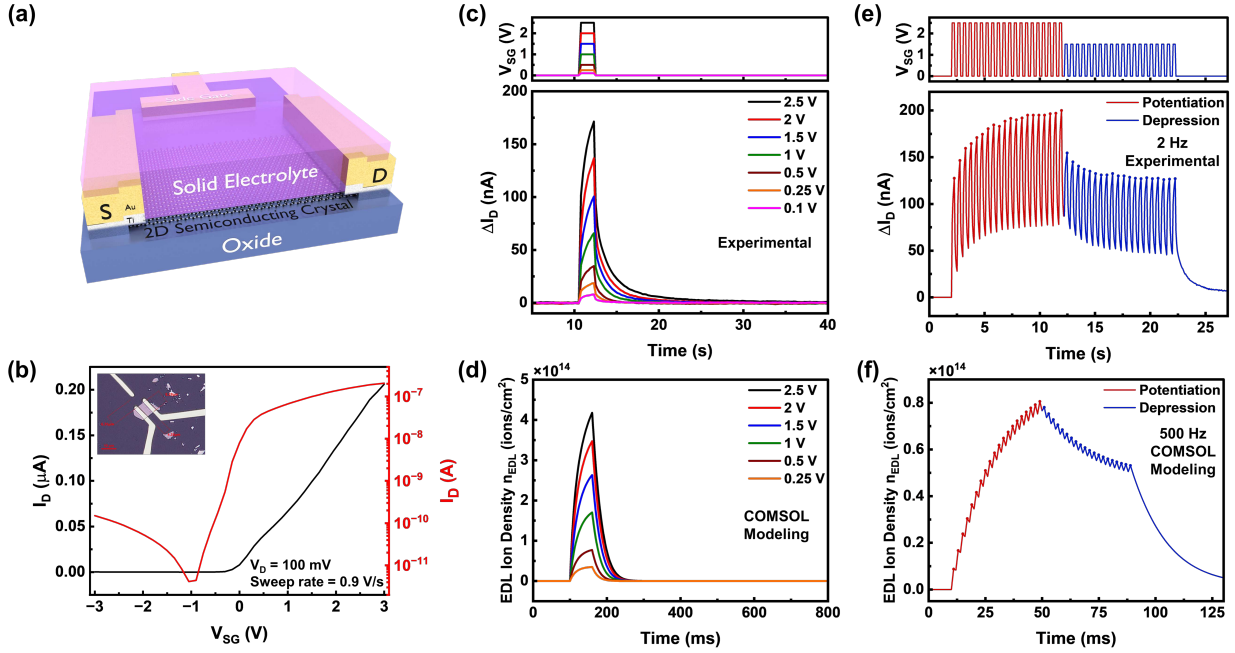 (a)
Side Gate
Solid Electrolyte
S
Au
Ti
D
2D Semiconducting Crystal
Oxide
(b)
0.20
0.15
0.10
0.05
0.00
I_D (μA)
10⁻⁷
10⁻⁸
10⁻⁹
10⁻¹⁰
10⁻¹¹
I_D (A)
V_D = 100 mV
Sweep rate = 0.9 V/s
−3 −2 −1 0 1 2 3
V_SG (V)
(c)
V_SG (V)
2
1
0
200
150
100
50
0
ΔI_D (nA)
2.5 V
2 V
1.5 V
1 V
0.5 V
0.25 V
0.1 V
Experimental
10 20 30 40
Time (s)
(d)
×10¹⁴
5
4
3
2
1
0
EDL Ion Density n_EDL (ions/cm²)
2.5 V
2 V
1.5 V
1 V
0.5 V
0.25 V
COMSOL
Modeling
0 200 400 600 800
Time (ms)
(e)
V_SG (V)
2
1
0
200
150
100
50
0
ΔI_D (nA)
Potentiation
Depression
2 Hz
Experimental
0 5 10 15 20 25
Time (s)
(f)
×10¹⁴
0.8
0.6
0.4
0.2
0.0
EDL Ion Density n_EDL (ions/cm²)
Potentiation
Depression
500 Hz
COMSOL
Modeling
0 25 50 75 100 125
Time (ms)